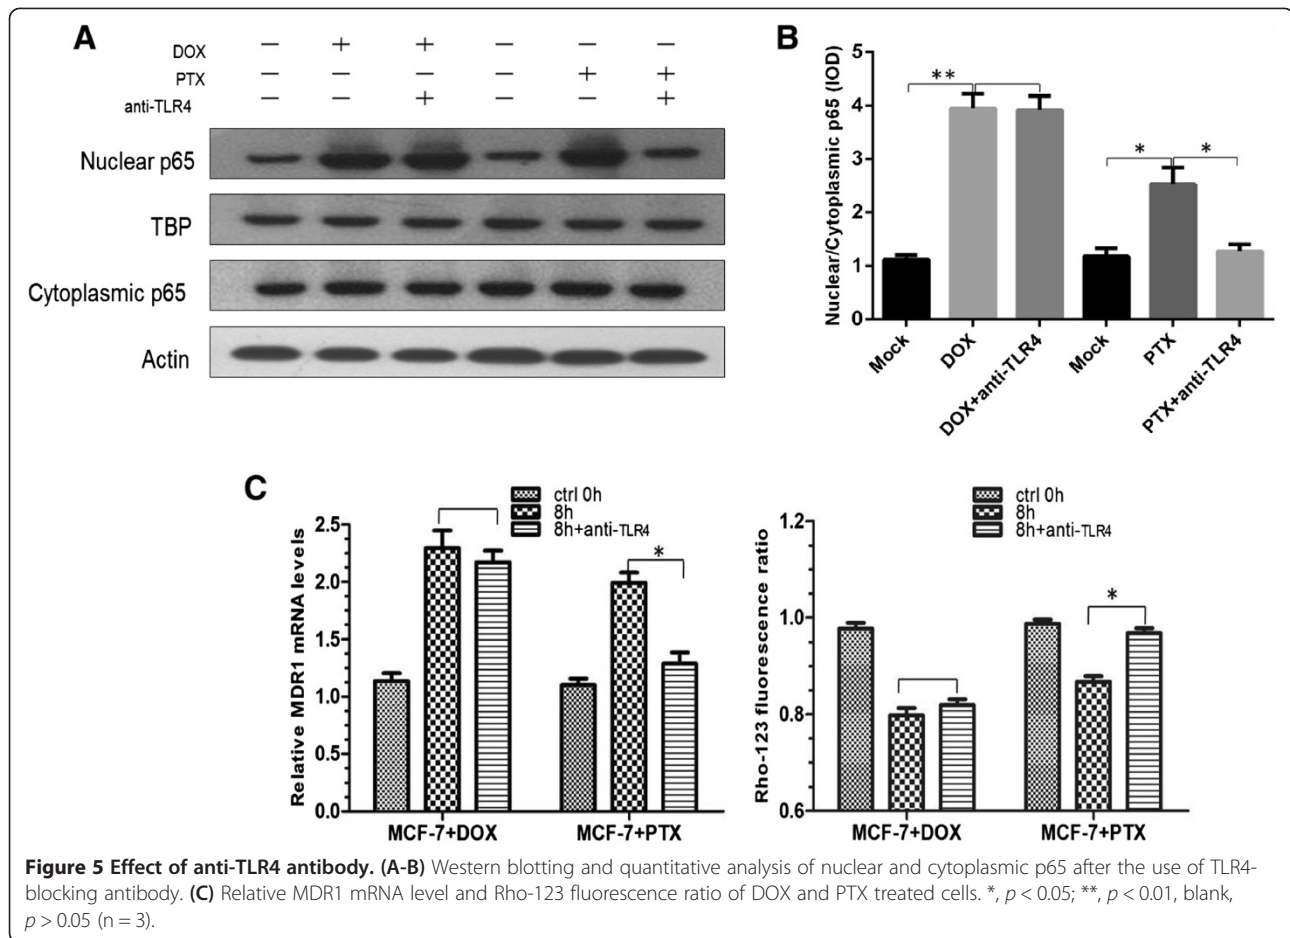 A
DOX − + + − − −
PTX − − − − + +
anti-TLR4 − − + − − +
Nuclear p65
TBP
Cytoplasmic p65
Actin
B
Nuclear/Cytoplasmic p65 (IOD)
5
4
3
2
1
0
**
*
*
Mock
DOX
DOX+anti-TLR4
Mock
PTX
PTX+anti-TLR4
C
ctrl 0h
8h
8h+anti-TLR4
Relative MDR1 mRNA levels
2.5
2.0
1.5
1.0
0.5
0.0
*
MCF-7+DOX
MCF-7+PTX
ctrl 0h
8h
8h+anti-TLR4
Rho-123 fluorescence ratio
1.2
1.0
0.8
0.6
*
MCF-7+DOX
MCF-7+PTX
Figure 5 Effect of anti-TLR4 antibody. (A-B) Western blotting and quantitative analysis of nuclear and cytoplasmic p65 after the use of TLR4-
blocking antibody. (C) Relative MDR1 mRNA level and Rho-123 fluorescence ratio of DOX and PTX treated cells. *, p < 0.05; **, p < 0.01, blank,
p > 0.05 (n = 3).